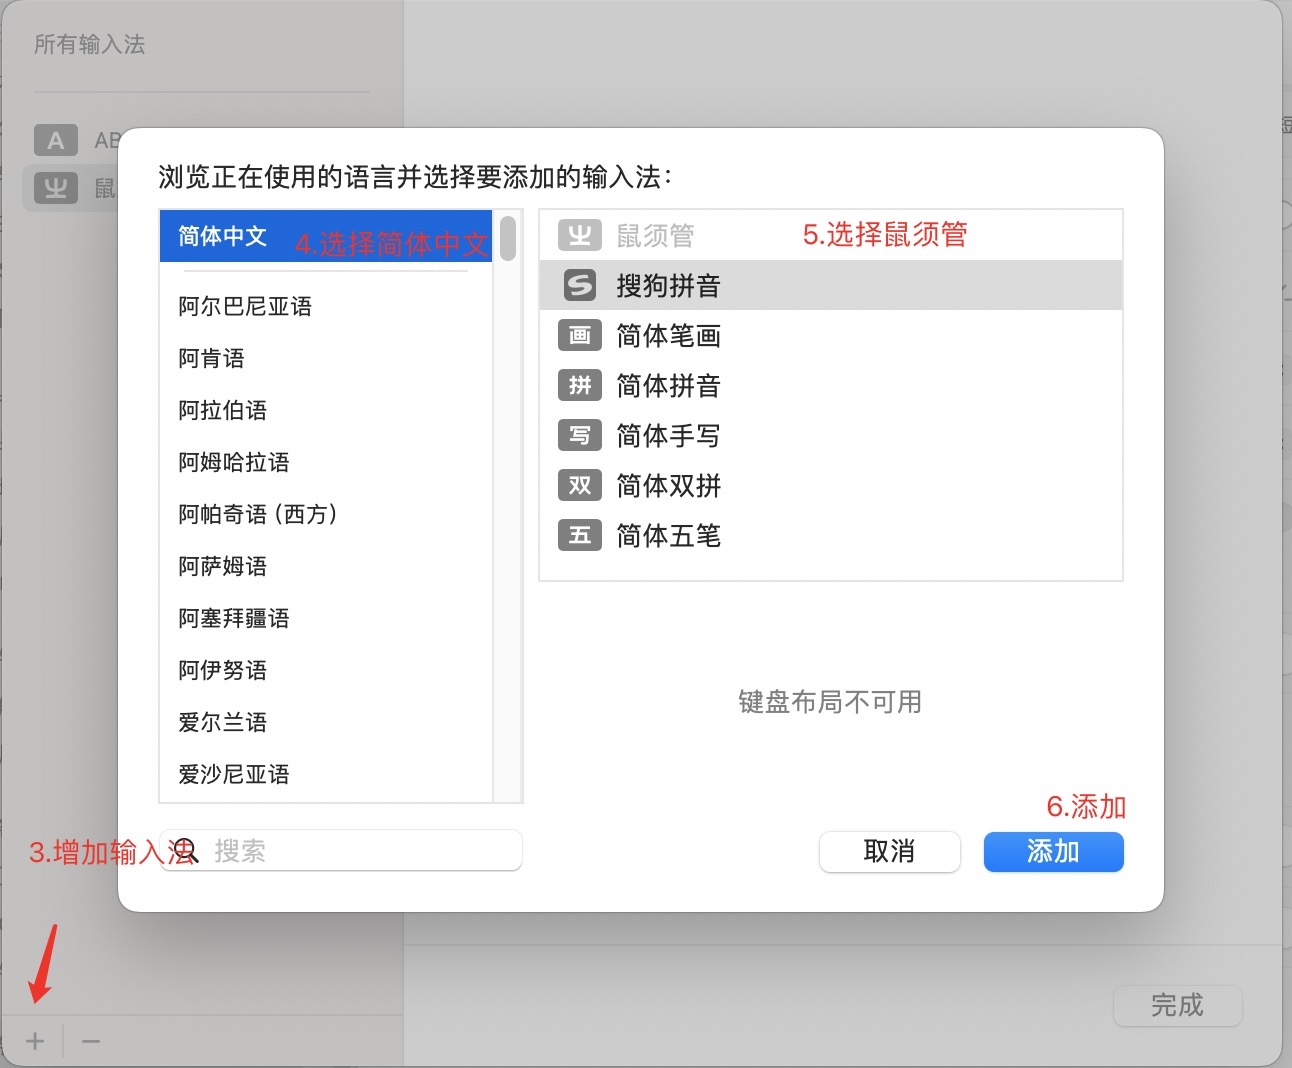 所有输入法
A AB
鼠
浏览正在使用的语言并选择要添加的输入法：
简体中文
4.选择简体中文
阿尔巴尼亚语
阿肯语
阿拉伯语
阿姆哈拉语
阿帕奇语（西方）
阿萨姆语
阿塞拜疆语
阿伊努语
爱尔兰语
爱沙尼亚语
搜索
鼠须管
5.选择鼠须管
搜狗拼音
画 简体笔画
拼 简体拼音
写 简体手写
双 简体双拼
五 简体五笔
键盘布局不可用
6.添加
取消
添加
3.增加输入法
完成